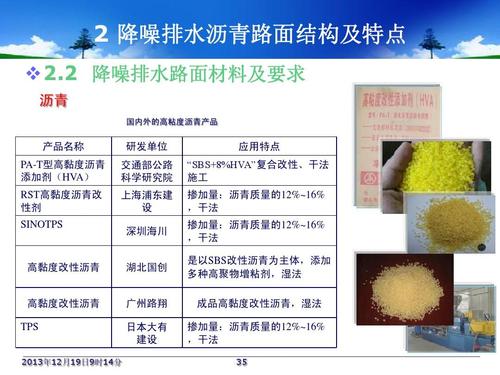 2 降噪排水沥青路面结构及特点
2.2 降噪排水路面材料及要求
沥青
国内外的高粘度沥青产品
产品名称 研发单位 应用特点
PA-T型高黏度沥青 交通部公路 “SBS+8%HVA”复合改性、干法
添加剂（HVA） 科学研究院 施工
RST高黏度沥青改 上海浦东建 掺加量：沥青质量的12%~16%
性剂 设 ，干法
SINOTPS 深圳海川 掺加量：沥青质量的12%~16%
，干法
高黏度改性沥青 湖北国创 是以SBS改性沥青为主体，添加
多种高聚物增粘剂，湿法
高黏度改性沥青 广州路翔 成品高黏度改性沥青，湿法
TPS 日本大有 掺加量：沥青质量的12%~16%
建设 ，干法
高粘度改性添加剂（HVA）
2013年12月19日9时14分 35